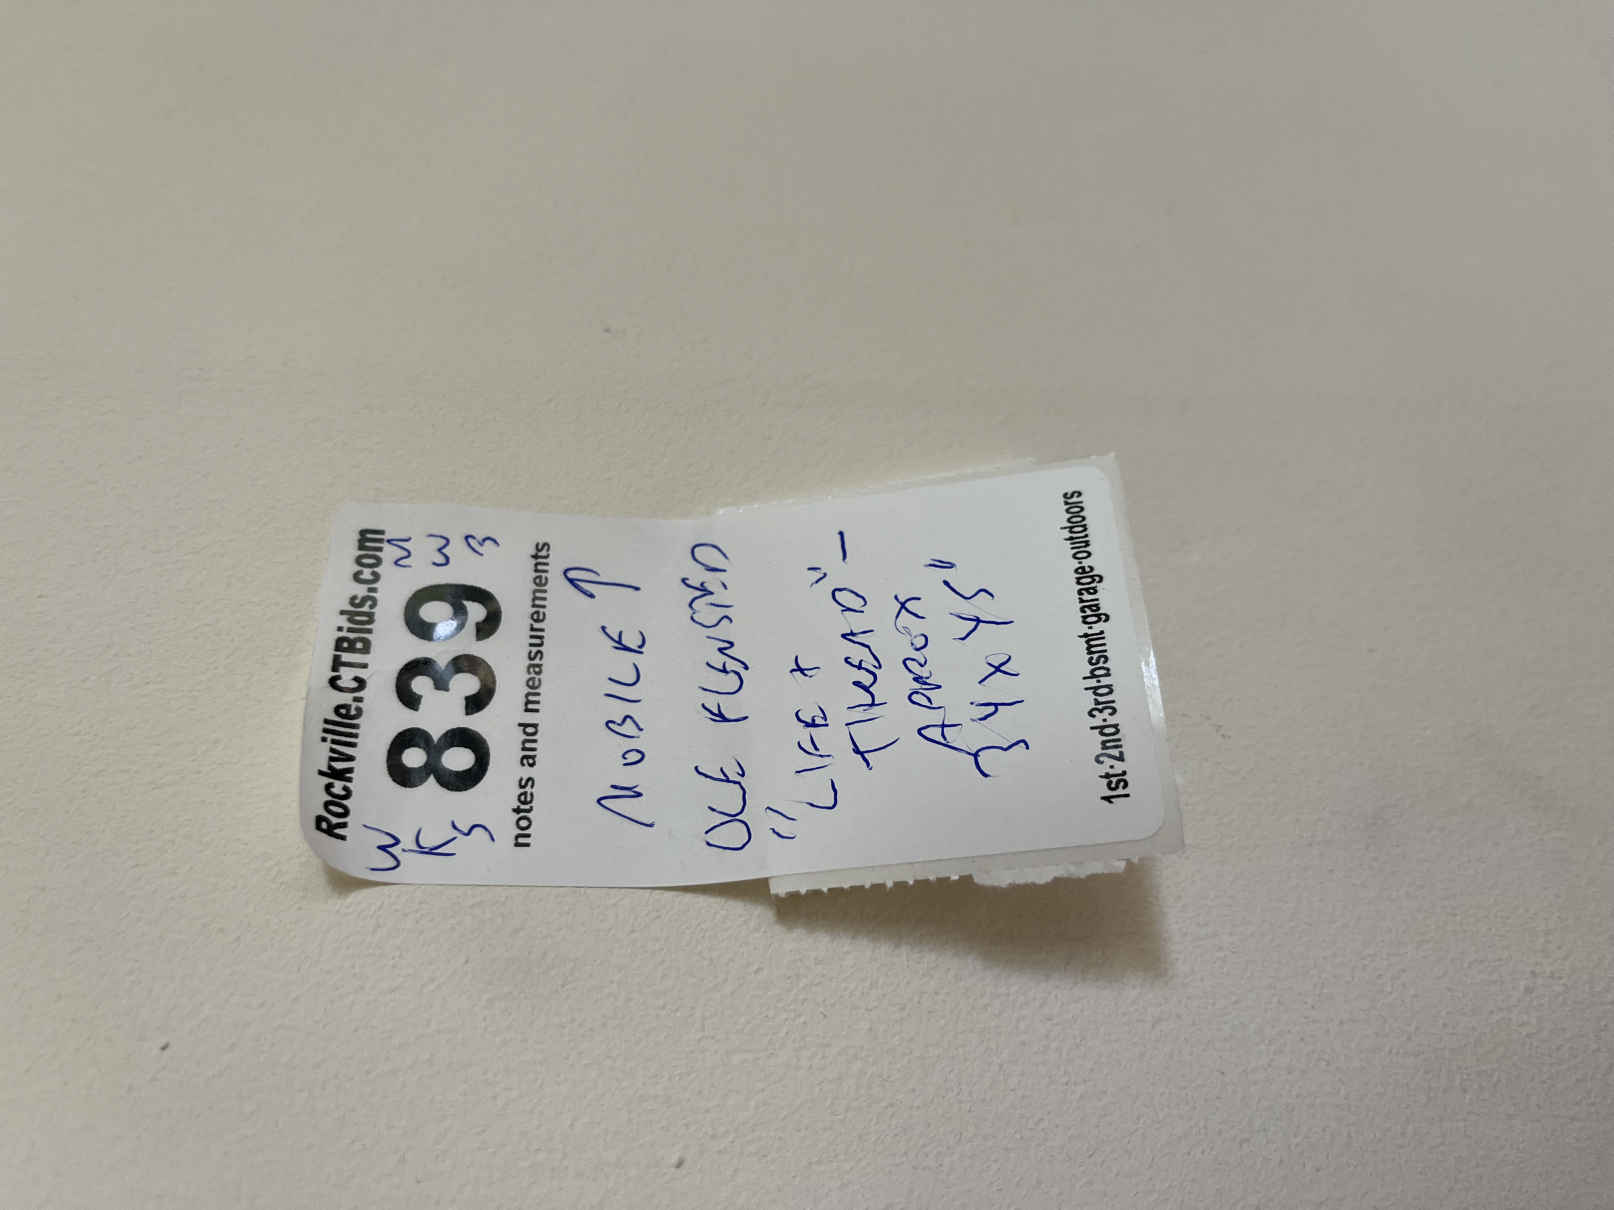 Rockville.CTBids.com
W K S 839 M W 3
notes and measurements
MOBILE ↑
OLE FLENSTED
"LIFE +
THREAD" -
APPROX
34 x 45"
1st·2nd·3rd·bsmt·garage·outdoors